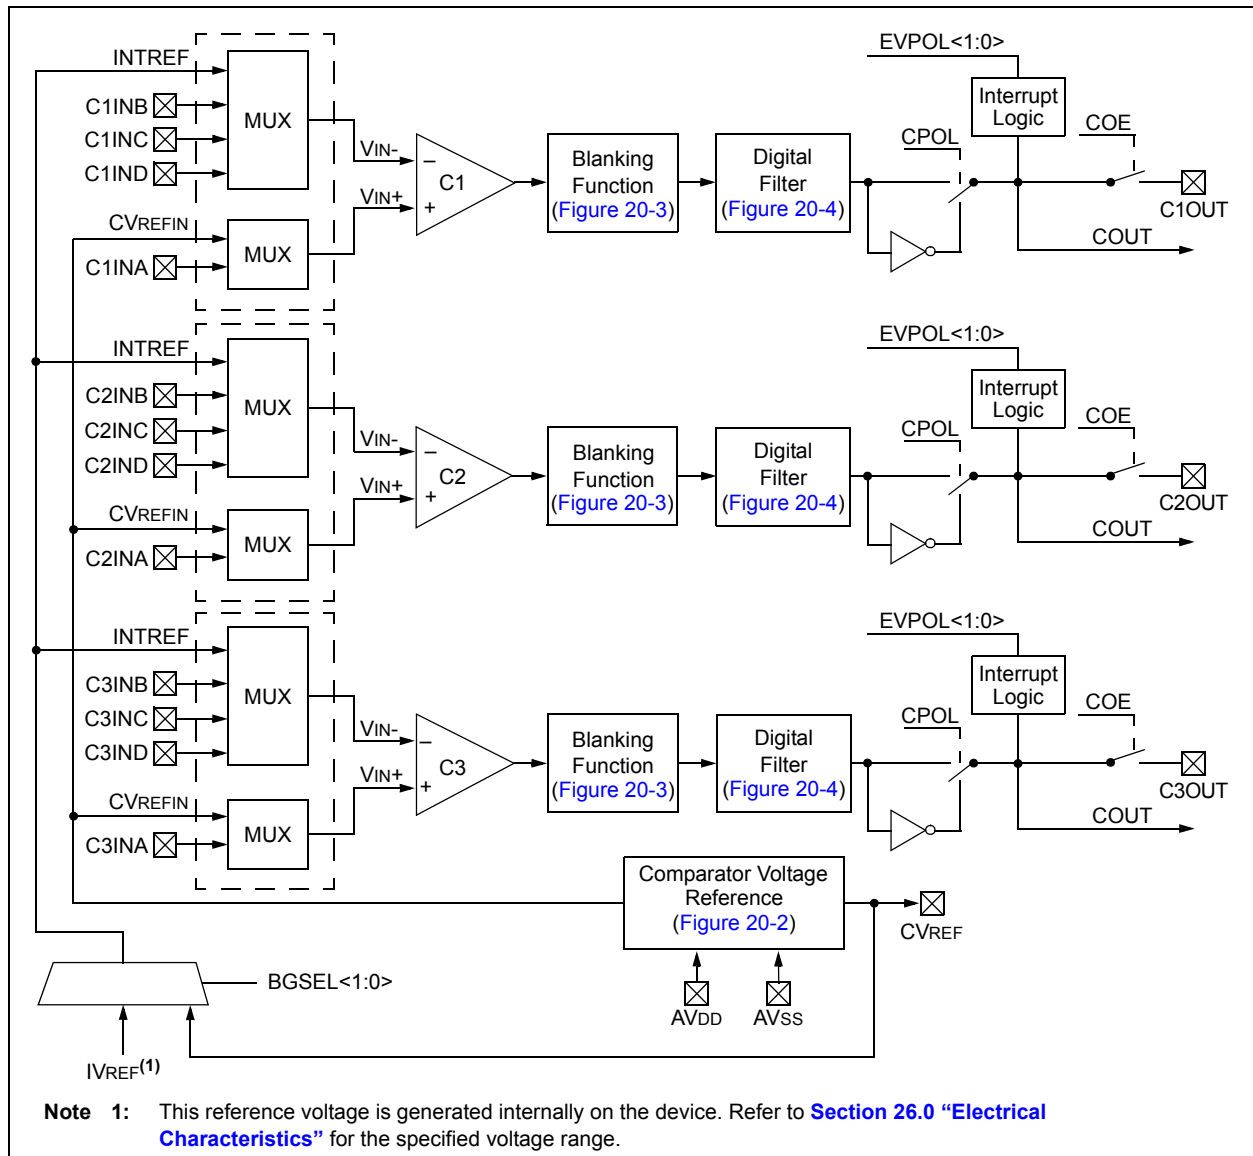 INTREF
C1INB
C1INC
C1IND
MUX
CVREFIN
C1INA
MUX
VIN-
VIN+
–
C1
+
Blanking
Function
(Figure 20-3)
Digital
Filter
(Figure 20-4)
CPOL
EVPOL<1:0>
Interrupt
Logic
COE
C1OUT
COUT
INTREF
C2INB
C2INC
C2IND
MUX
CVREFIN
C2INA
MUX
VIN-
VIN+
–
C2
+
Blanking
Function
(Figure 20-3)
Digital
Filter
(Figure 20-4)
CPOL
EVPOL<1:0>
Interrupt
Logic
COE
C2OUT
COUT
INTREF
C3INB
C3INC
C3IND
MUX
CVREFIN
C3INA
MUX
VIN-
VIN+
–
C3
+
Blanking
Function
(Figure 20-3)
Digital
Filter
(Figure 20-4)
CPOL
EVPOL<1:0>
Interrupt
Logic
COE
C3OUT
COUT
Comparator Voltage
Reference
(Figure 20-2)
CVREF
AVDD
AVSS
BGSEL<1:0>
IVREF(1)
Note 1: This reference voltage is generated internally on the device. Refer to Section 26.0 “Electrical
Characteristics” for the specified voltage range.